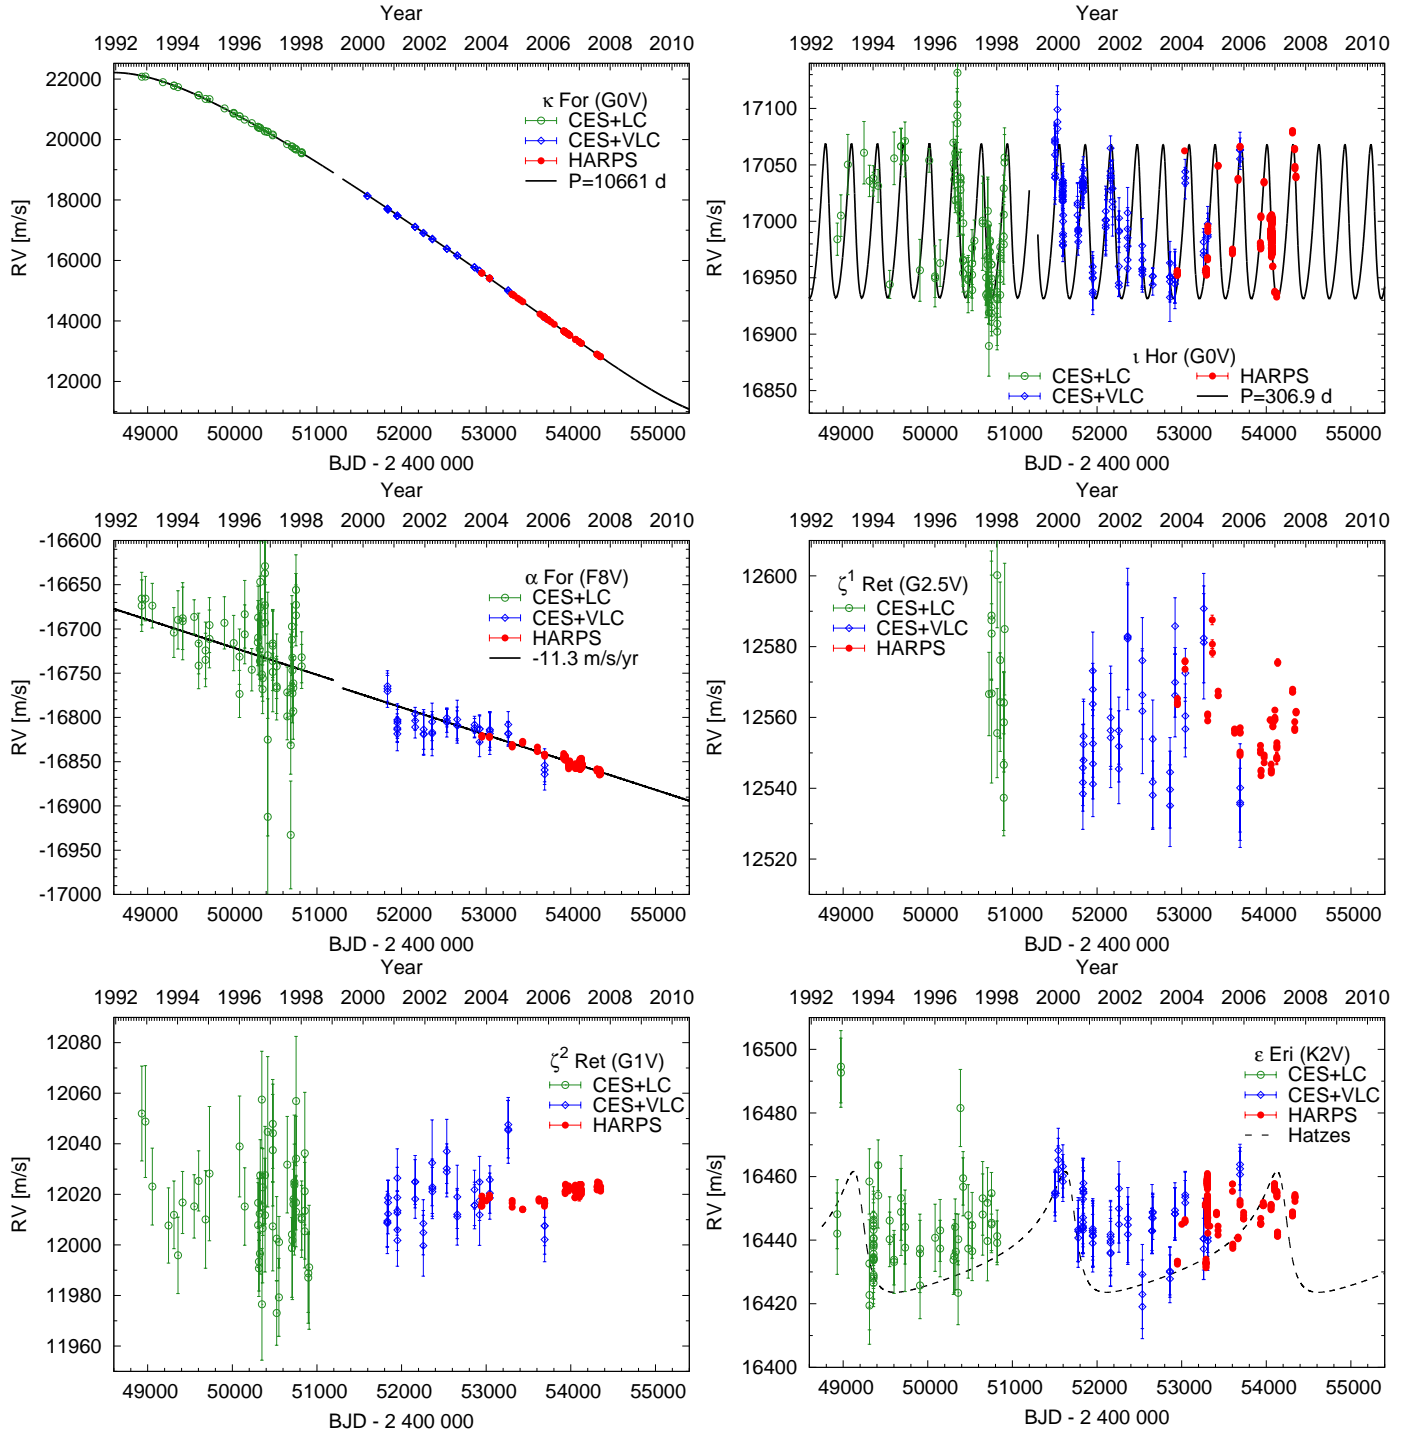 Year
1992 1994 1996 1998 2000 2002 2004 2006 2008 2010
22000
20000
18000
16000
14000
12000
RV [m/s]
κ For (G0V)
CES+LC
CES+VLC
HARPS
P=10661 d
49000 50000 51000 52000 53000 54000 55000
BJD - 2 400 000
Year
1992 1994 1996 1998 2000 2002 2004 2006 2008 2010
17100
17050
17000
16950
16900
16850
RV [m/s]
ι Hor (G0V)
CES+LC
CES+VLC
HARPS
P=306.9 d
49000 50000 51000 52000 53000 54000 55000
BJD - 2 400 000
Year
1992 1994 1996 1998 2000 2002 2004 2006 2008 2010
-16600
-16650
-16700
-16750
-16800
-16850
-16900
-16950
-17000
RV [m/s]
α For (F8V)
CES+LC
CES+VLC
HARPS
-11.3 m/s/yr
49000 50000 51000 52000 53000 54000 55000
BJD - 2 400 000
Year
1992 1994 1996 1998 2000 2002 2004 2006 2008 2010
12600
12580
12560
12540
12520
RV [m/s]
ζ¹ Ret (G2.5V)
CES+LC
CES+VLC
HARPS
49000 50000 51000 52000 53000 54000 55000
BJD - 2 400 000
Year
1992 1994 1996 1998 2000 2002 2004 2006 2008 2010
12080
12060
12040
12020
12000
11980
11960
RV [m/s]
ζ² Ret (G1V)
CES+LC
CES+VLC
HARPS
49000 50000 51000 52000 53000 54000 55000
BJD - 2 400 000
Year
1992 1994 1996 1998 2000 2002 2004 2006 2008 2010
16500
16480
16460
16440
16420
16400
RV [m/s]
ε Eri (K2V)
CES+LC
CES+VLC
HARPS
Hatzes
49000 50000 51000 52000 53000 54000 55000
BJD - 2 400 000